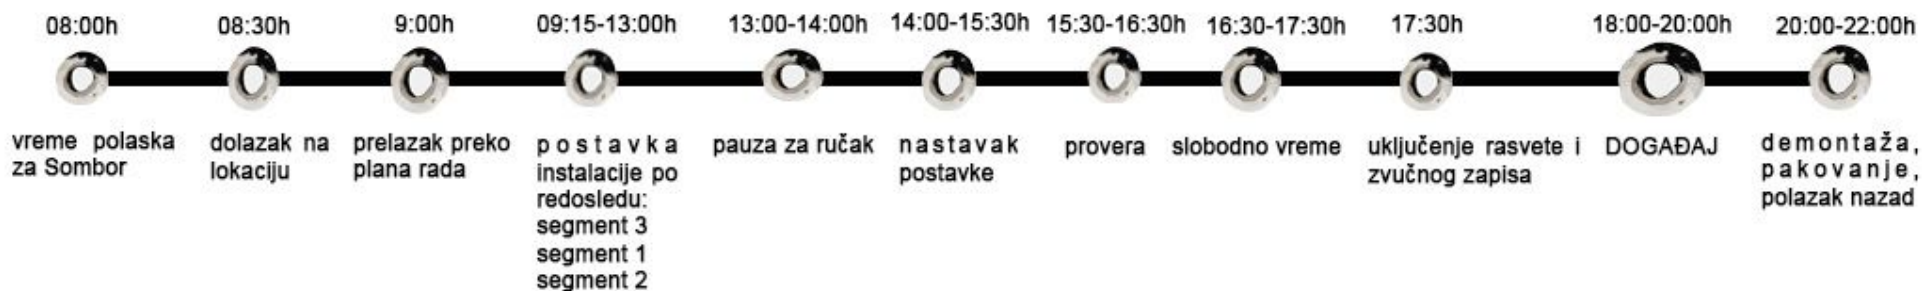 08:00h
08:30h
9:00h
09:15-13:00h
13:00-14:00h
14:00-15:30h
15:30-16:30h
16:30-17:30h
17:30h
18:00-20:00h
20:00-22:00h
vreme polaska
za Sombor
dolazak na
lokaciju
prelazak preko
plana rada
postavka
instalacije po
redosledu:
segment 3
segment 1
segment 2
pauza za ručak
nastavak
postavke
provera
slobodno vreme
uključenje rasvete i
zvučnog zapisa
DOGAĐAJ
demontaža,
pakovanje,
polazak nazad